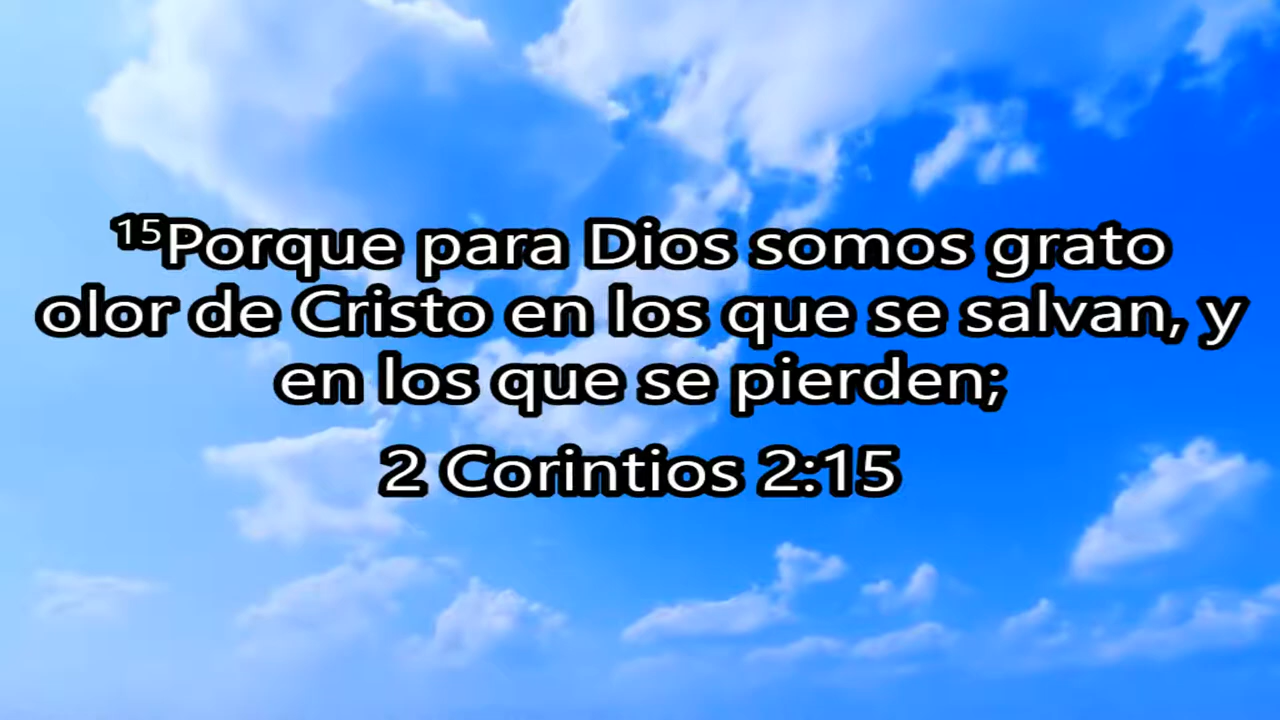 ¹⁵Porque para Dios somos grato
olor de Cristo en los que se salvan, y
en los que se pierden;
2 Corintios 2:15